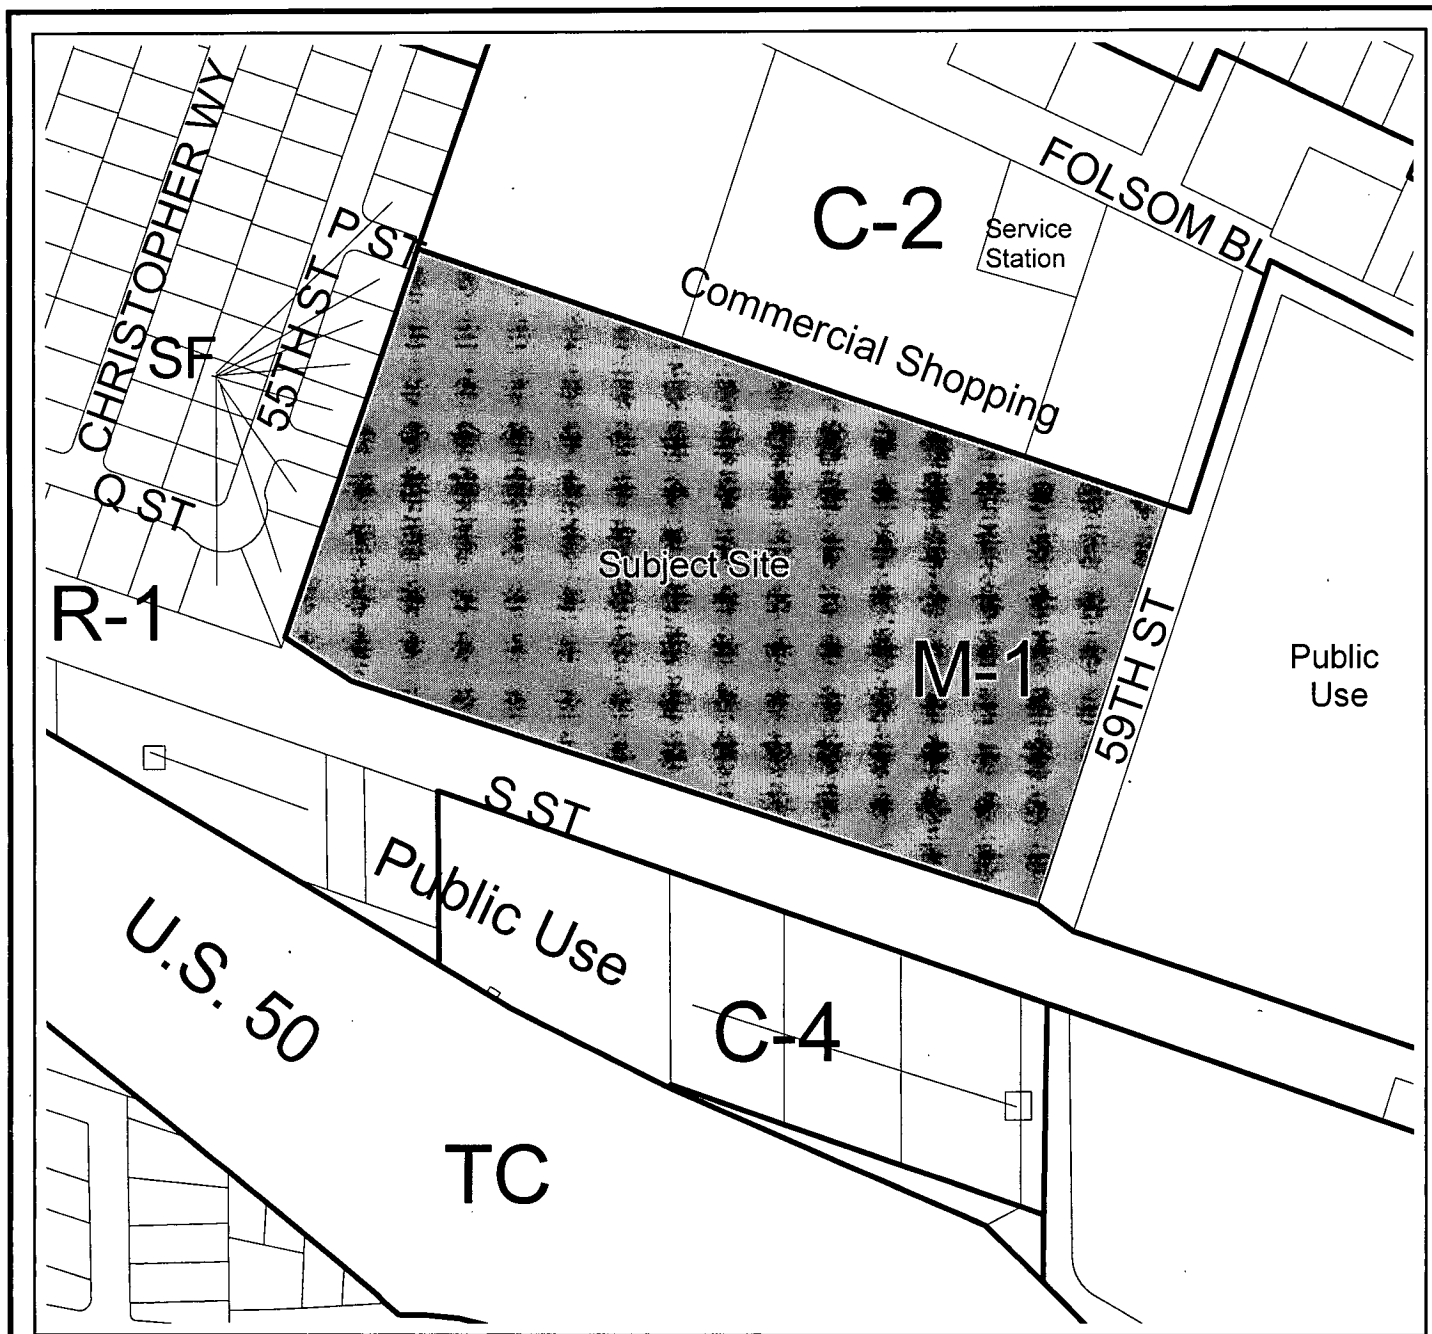 CHRISTOPHER WY
P ST
55TH ST
SF
Q ST
R-1
C-2
Service
Station
FOLSOM BL
Commercial Shopping
Subject Site
M-1
59TH ST
Public
Use
S ST
Public Use
U.S. 50
C-4
TC